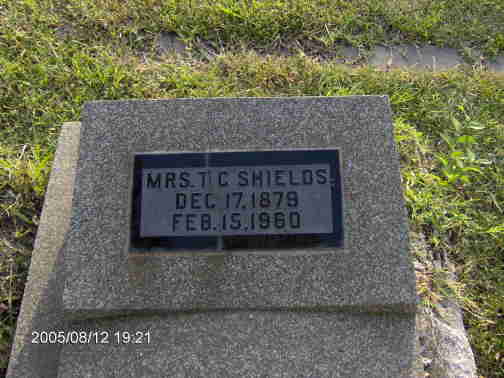 MRS. T C SHIELDS
DEC 17, 1879
FEB. 15, 1960
2005/08/12 19:21